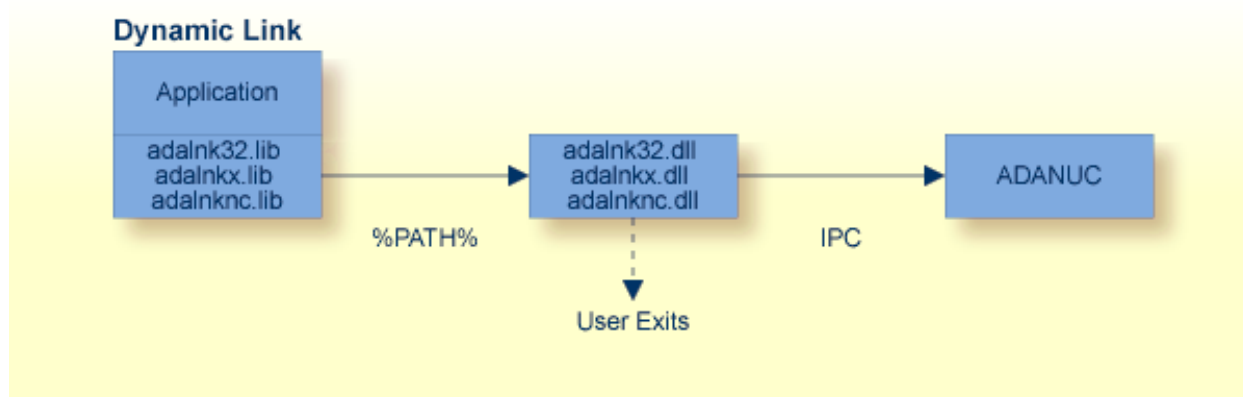 Dynamic Link
Application
adalnk32.lib
adalnkx.lib
adalnknc.lib
%PATH%
adalnk32.dll
adalnkx.dll
adalnknc.dll
User Exits
IPC
ADANUC